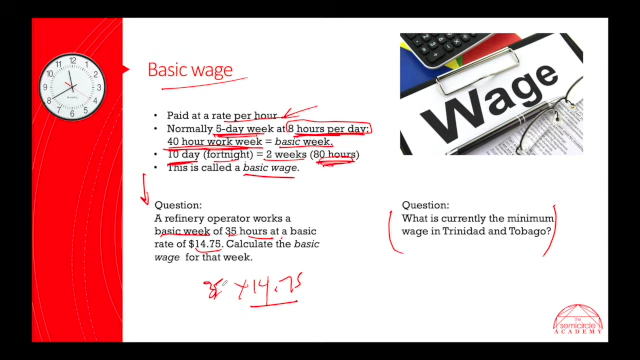 Basic wage
• Paid at a rate per hour
• Normally 5-day week at 8 hours per day:
40 hour work week = basic week.
• 10 day (fortnight) = 2 weeks (80 hours)
• This is called a basic wage.
Question:
A refinery operator works a
basic week of 35 hours at a basic
rate of $14.75. Calculate the basic
wage for that week.
35 × 14.75
Wage
Question:
What is currently the minimum
wage in Trinidad and Tobago?
the
semicircle
ACADEMY